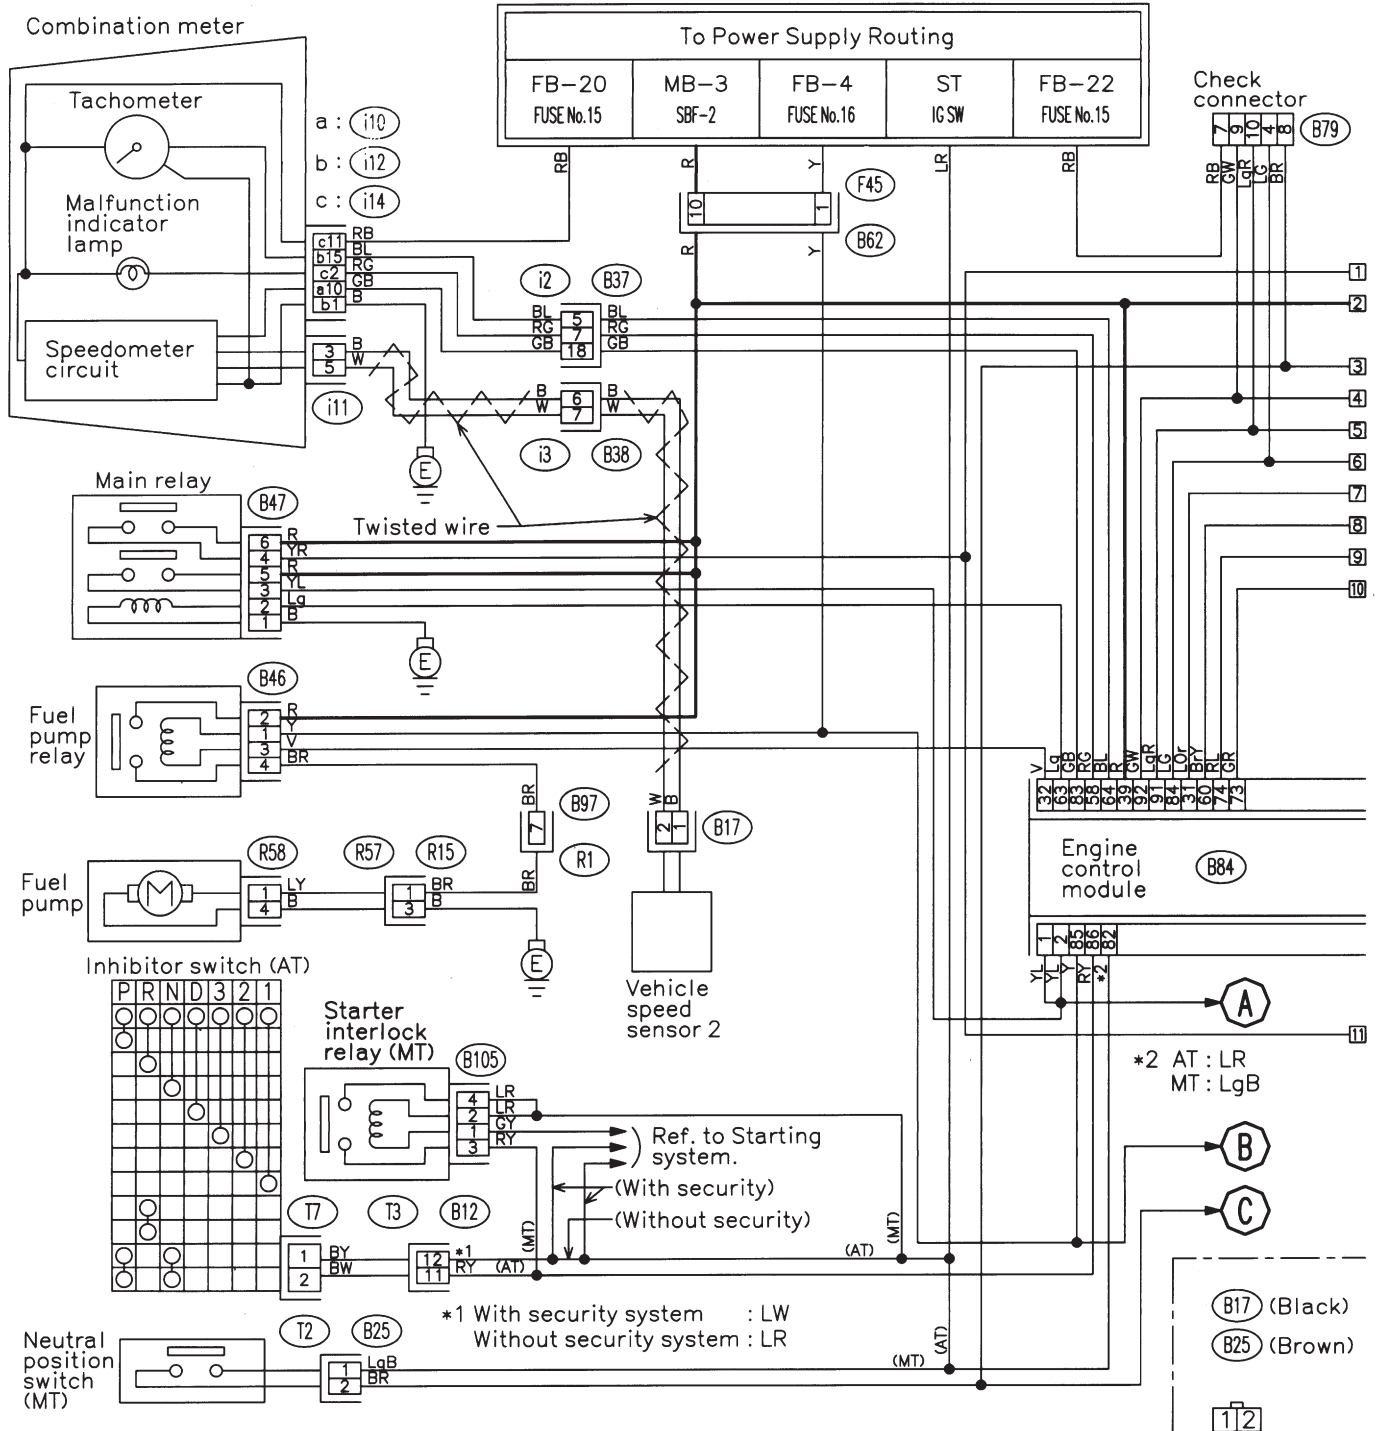 Combination meter
Tachometer
Malfunction
indicator
lamp
a : i10
b : i12
c : i14
c11 RB
b15 BL
c2 RG
a10 GB
b1 B
Speedometer
circuit
3 B
5 W
i11
To Power Supply Routing
FB-20 MB-3 FB-4 ST FB-22
FUSE No.15 SBF-2 FUSE No.16 IG SW FUSE No.15
RB R Y LR RB
10 1
F45
B62
R Y
Check
connector
7 9 10 4 8
B79
RB GW LgR LG BR
i2 B37
BL 5 BL
RG 7 RG
GB 18 GB
B 6 B
W 7 W
i3 B38
E
Twisted wire
1
2
3
4
5
6
7
8
9
10
11
Main relay
B47
6 R
4 YR
5 R
3 YL
2 Lg
1 B
E
Fuel
pump
relay
B46
2 R
1 Y
3 V
4 BR
BR
7
B97
R1
BR
W B
2 1
B17
Vehicle
speed
sensor 2
Fuel
pump
M
R58
1 LY
4 B
R57 R15
1 BR
3 B
E
V Lg GB RG BL R GW LgR LG LOr BrY RL GR
32 63 83 58 64 39 92 91 84 31 60 74 73
Engine
control
module
B84
1 2 85 86 82
YL YL Y RY *2
A
*2 AT : LR
MT : LgB
B
C
Inhibitor switch (AT)
P R N D 3 2 1
Starter
interlock
relay (MT)
B105
4 LR
2 LR
1 GY
3 RY
Ref. to Starting
system.
(With security)
(Without security)
(MT)
(MT)
T7 T3 B12
1 BY 12 *1
2 BW 11 RY (AT)
(AT)
*1 With security system : LW
Without security system : LR
(AT)
(MT)
Neutral
position
switch
(MT)
T2 B25
1 LgB
2 BR
B17 (Black)
B25 (Brown)
1 2